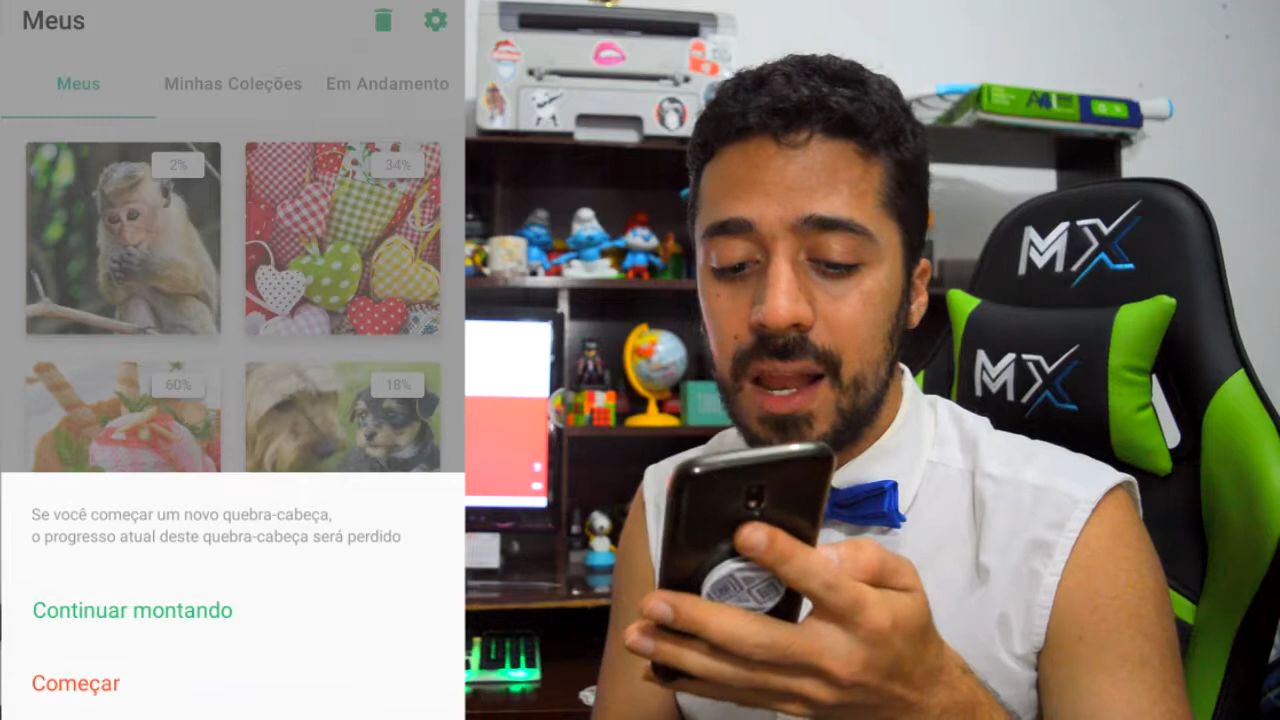 Meus
Meus Minhas Coleções Em Andamento
2%
34%
60%
18%
Se você começar um novo quebra-cabeça,
o progresso atual deste quebra-cabeça será perdido
Continuar montando
Começar
A4
MX
MX